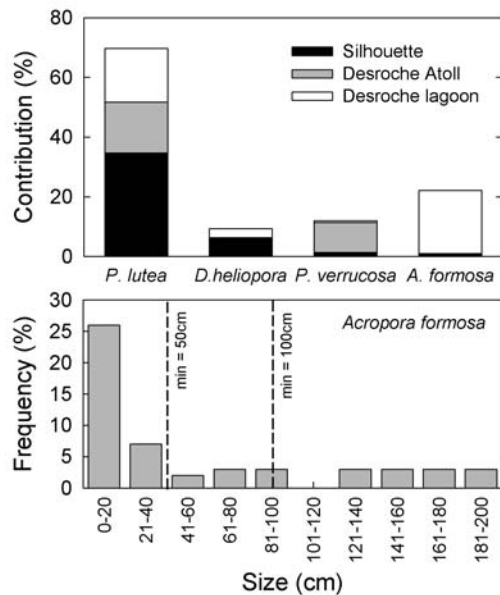 80
60
40
20
0
Contribution (%)
Silhouette
Desroche Atoll
Desroche lagoon
P. lutea
D.heliopora
P. verrucosa
A. formosa
30
25
20
15
10
5
0
Frequency (%)
Acropora formosa
min = 50cm
min = 100cm
0-20
21-40
41-60
61-80
81-100
101-120
121-140
141-160
161-180
181-200
Size (cm)